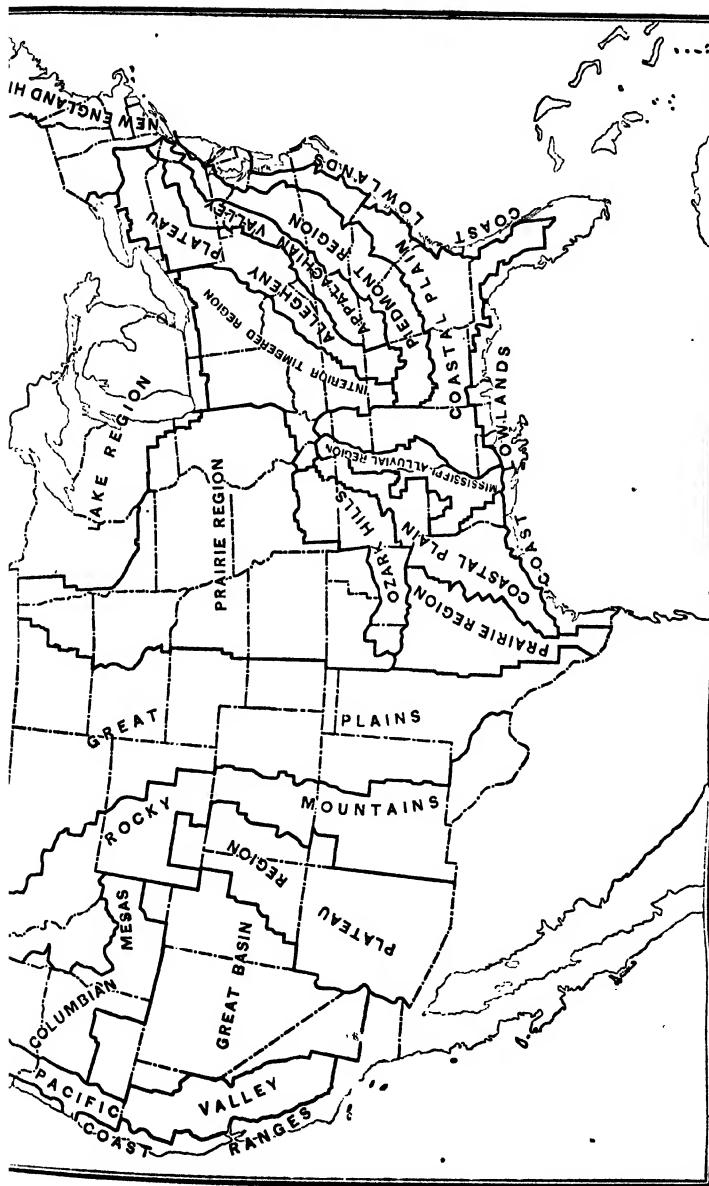 NEW ENGLAND HI
COAST LOWLANDS
COASTAL PLAIN
PIEDMONT REGION
APPALACHIAN VALLEY
ALLEGHENY PLATEAU
INTERIOR TIMBERED REGION
LAKE REGION
PRAIRIE REGION
MISSISSIPPI ALLUVIAL REGION
OZARK HILLS
COASTAL PLAIN
COAST LOWLANDS
PRAIRIE REGION
GREAT PLAINS
ROCKY MOUNTAINS
PLATEAU REGION
GREAT BASIN
COLUMBIAN MESAS
PACIFIC VALLEY
COAST RANGES